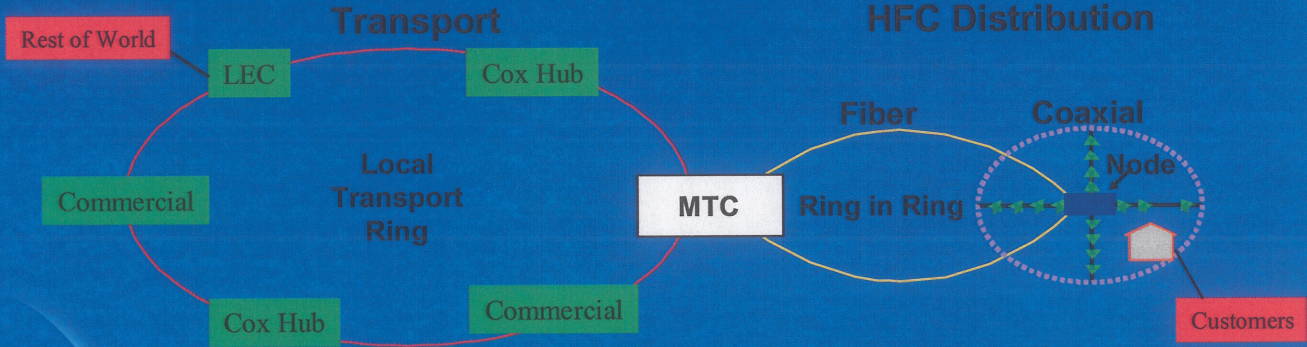 Transport
HFC Distribution
Rest of World
LEC
Cox Hub
Fiber
Coaxial
Local
Transport
Ring
Node
Commercial
MTC
Ring in Ring
Cox Hub
Commercial
Customers